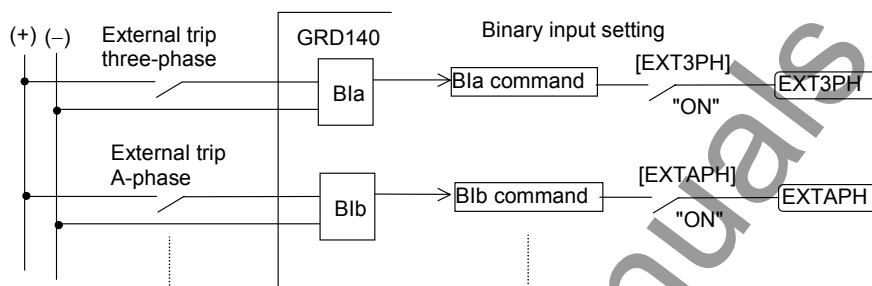 (+) (−)
External trip
three-phase
GRD140
Binary input setting
BIa
BIa command
[EXT3PH]
"ON"
EXT3PH
External trip
A-phase
BIb
BIb command
[EXTAPH]
"ON"
EXTAPH
nuals